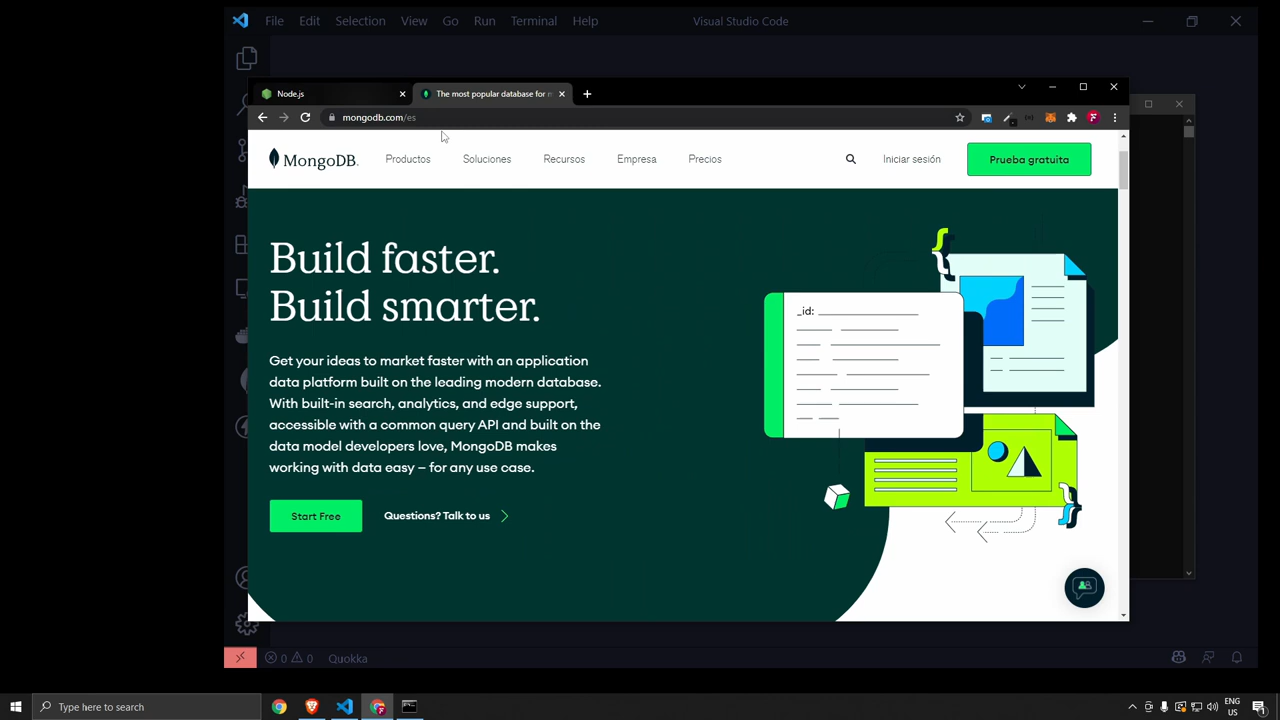 File Edit Selection View Go Run Terminal Help Visual Studio Code
Node.js
The most popular database for m
mongodb.com/es
MongoDB.
Productos
Soluciones
Recursos
Empresa
Precios
Iniciar sesión
Prueba gratuita
Build faster.
Build smarter.
_id:
Get your ideas to market faster with an application
data platform built on the leading modern database.
With built-in search, analytics, and edge support,
accessible with a common query API and built on the
data model developers love, MongoDB makes
working with data easy – for any use case.
Start Free
Questions? Talk to us
0 0 Quokka
Type here to search
ENG
US
1